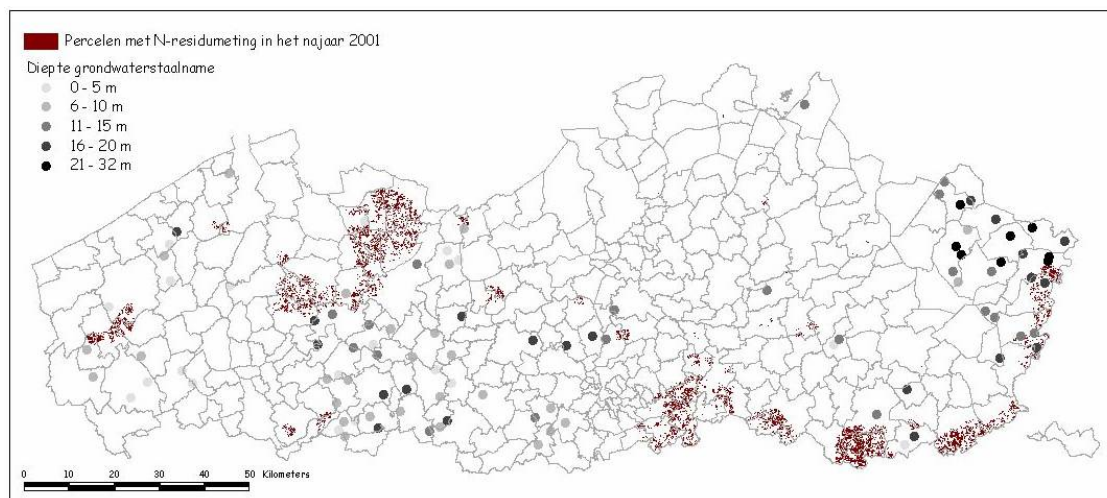 Percelen met N-residumeting in het najaar 2001
Diepte grondwaterstaalname
0 - 5 m
6 - 10 m
11 - 15 m
16 - 20 m
21 - 32 m
0 10 20 30 40 50 Kilometers